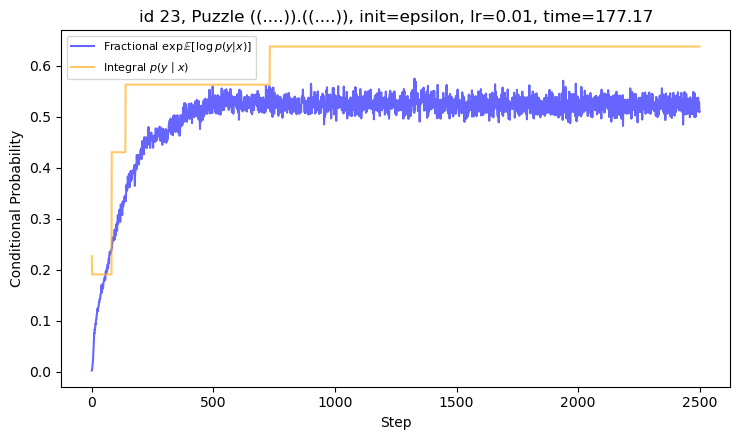 id 23, Puzzle ((....)).((....)), init=epsilon, lr=0.01, time=177.17
Fractional exp𝔼[log p(y|x)]
Integral p(y | x)
Conditional Probability
0.6
0.5
0.4
0.3
0.2
0.1
0.0
0
500
1000
1500
2000
2500
Step